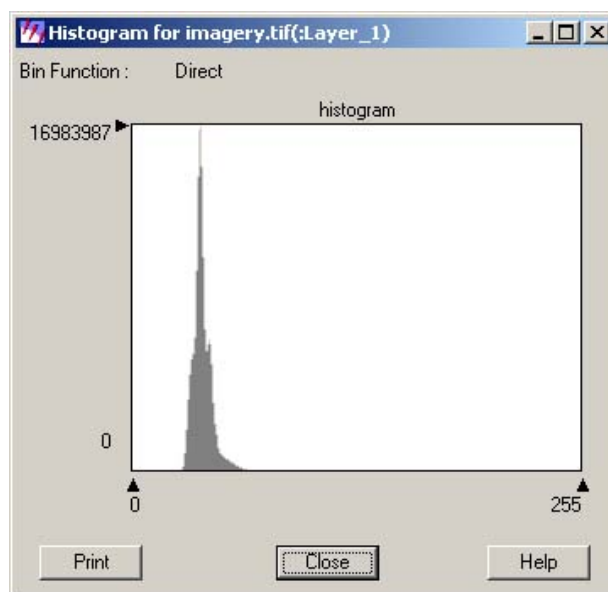 Histogram for imagery.tif(:Layer_1)
Bin Function : Direct
histogram
16983987
0
0 255
Print Close Help